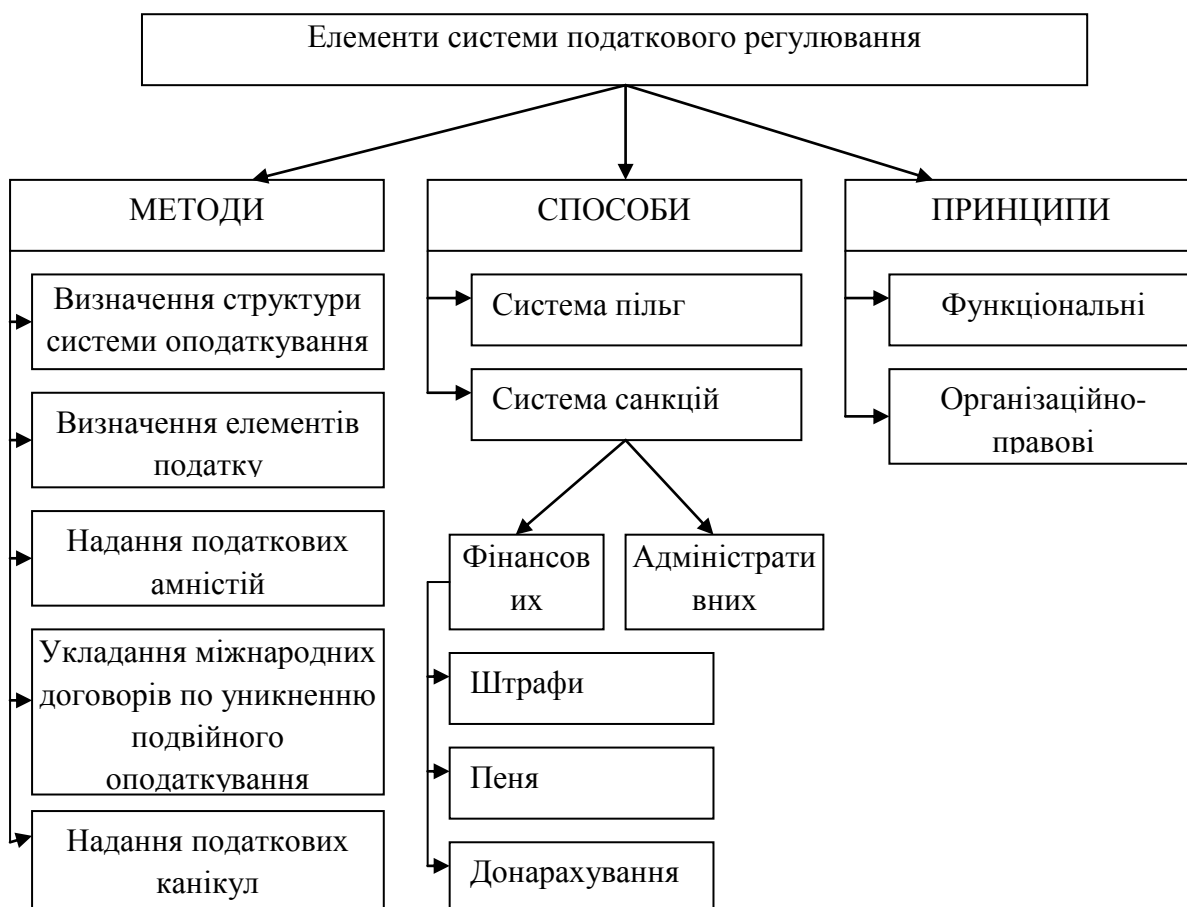 Елементи системи податкового регулювання
МЕТОДИ
Визначення структури
системи оподаткування
Визначення елементів
податку
Надання податкових
амністій
Укладання міжнародних
договорів по уникненню
подвійного
оподаткування
Надання податкових
канікул
СПОСОБИ
Система пільг
Система санкцій
Фінансов
их
Адміністрати
вних
Штрафи
Пеня
Донарахування
ПРИНЦИПИ
Функціональні
Організаційно-
правові